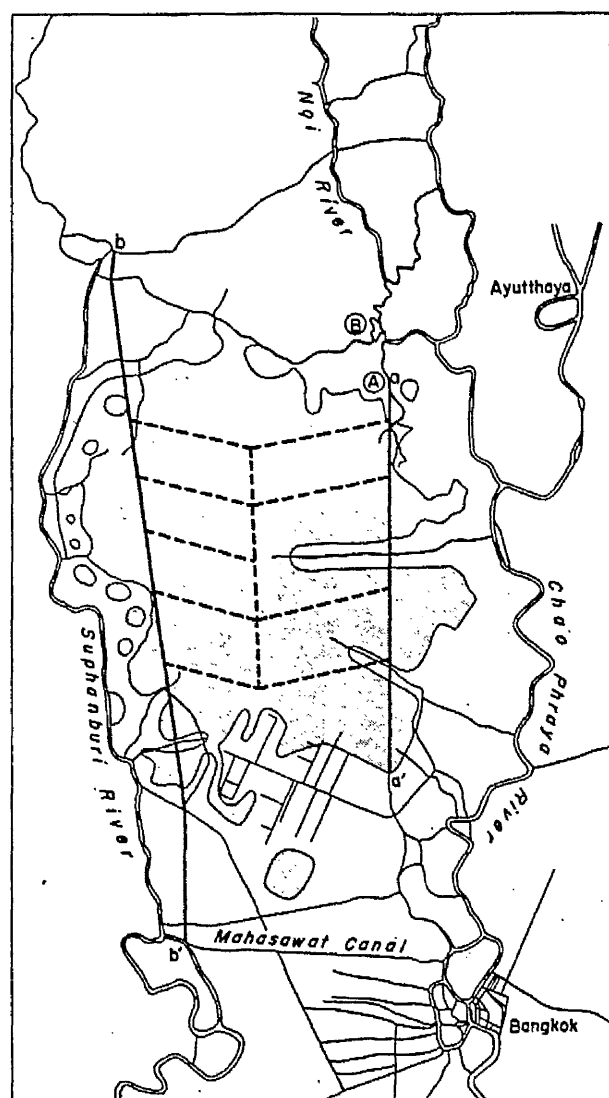 Noi
River
b
Ayutthaya
B
A
a
Suphanburi
River
Chao Phraya
River
a'
b'
Mahasawat Canal
Bangkok